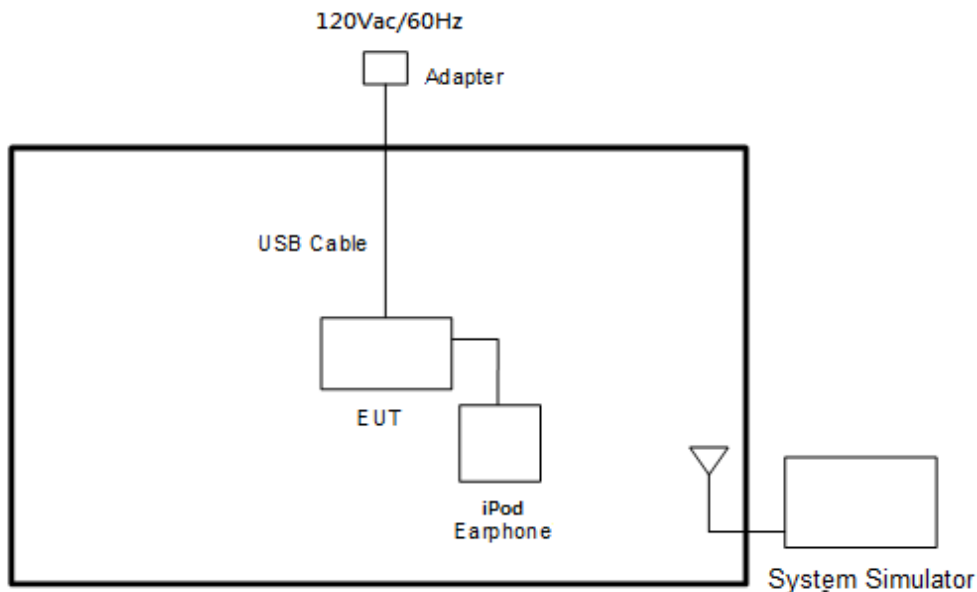 120Vac/60Hz
Adapter
USB Cable
EUT
iPod
Earphone
System Simulator